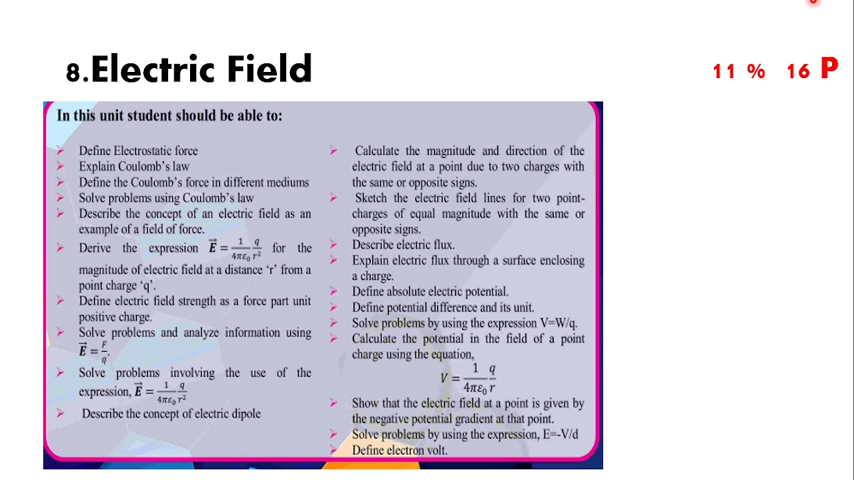 8.Electric Field
11 % 16 P
In this unit student should be able to:
➢ Define Electrostatic force
➢ Explain Coulomb's law
➢ Define the Coulomb's force in different mediums
➢ Solve problems using Coulomb's law
➢ Describe the concept of an electric field as an
example of a field of force.
➢ Derive the expression E⃗ = 1/4πε₀ q/r² for the
magnitude of electric field at a distance 'r' from a
point charge 'q'.
➢ Define electric field strength as a force part unit
positive charge.
➢ Solve problems and analyze information using
E⃗ = F/q.
➢ Solve problems involving the use of the
expression, E⃗ = 1/4πε₀ q/r²
➢ Describe the concept of electric dipole
➢ Calculate the magnitude and direction of the
electric field at a point due to two charges with
the same or opposite signs.
➢ Sketch the electric field lines for two point-
charges of equal magnitude with the same or
opposite signs.
➢ Describe electric flux.
➢ Explain electric flux through a surface enclosing
a charge.
➢ Define absolute electric potential.
➢ Define potential difference and its unit.
➢ Solve problems by using the expression V=W/q.
➢ Calculate the potential in the field of a point
charge using the equation,
V = 1/4πε₀ q/r
➢ Show that the electric field at a point is given by
the negative potential gradient at that point.
➢ Solve problems by using the expression, E=-V/d
➢ Define electron volt.